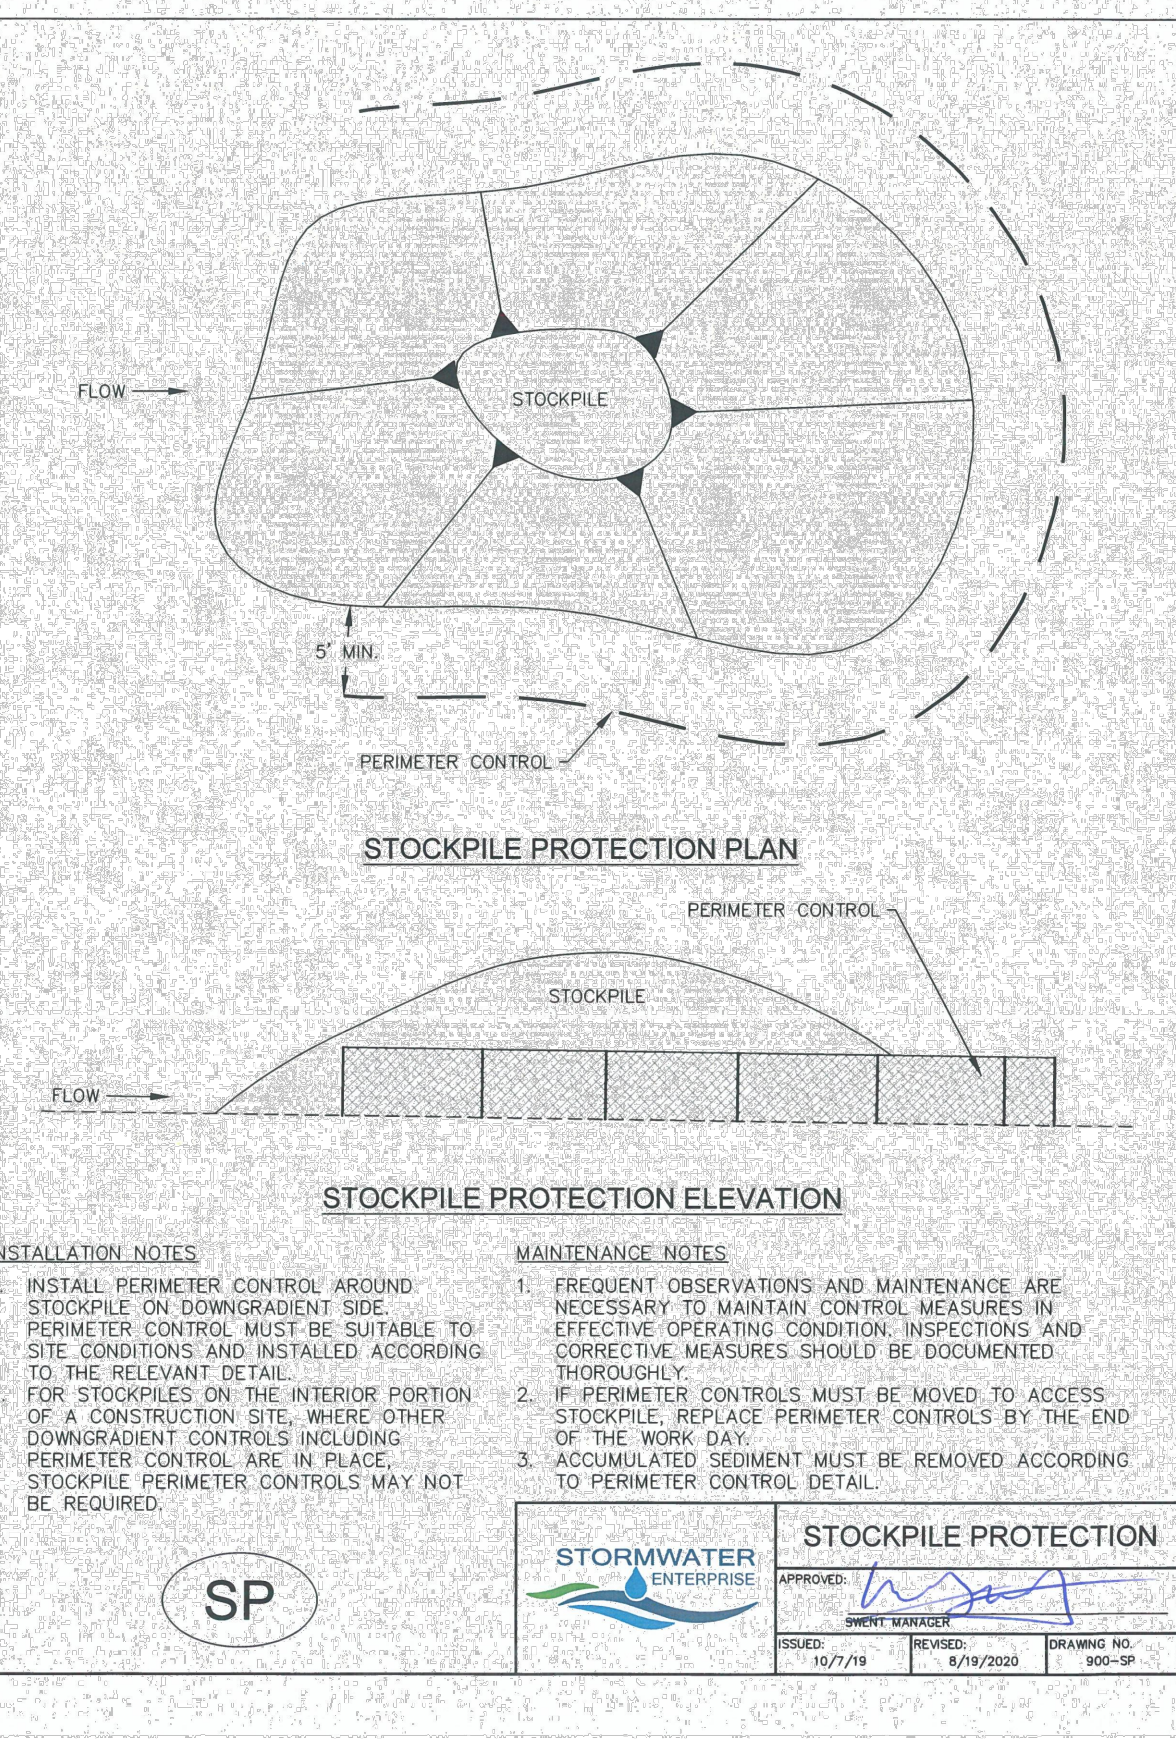 FLOW
STOCKPILE
5' MIN.
PERIMETER CONTROL
STOCKPILE PROTECTION PLAN
PERIMETER CONTROL
STOCKPILE
FLOW
STOCKPILE PROTECTION ELEVATION
NSTALLATION NOTES
INSTALL PERIMETER CONTROL AROUND
STOCKPILE ON DOWNGRADIENT SIDE.
PERIMETER CONTROL MUST BE SUITABLE TO
SITE CONDITIONS AND INSTALLED ACCORDING
TO THE RELEVANT DETAIL.
FOR STOCKPILES ON THE INTERIOR PORTION
OF A CONSTRUCTION SITE, WHERE OTHER
DOWNGRADIENT CONTROLS INCLUDING
PERIMETER CONTROL ARE IN PLACE,
STOCKPILE PERIMETER CONTROLS MAY NOT
BE REQUIRED.
MAINTENANCE NOTES
1. FREQUENT OBSERVATIONS AND MAINTENANCE ARE
NECESSARY TO MAINTAIN CONTROL MEASURES IN
EFFECTIVE OPERATING CONDITION. INSPECTIONS AND
CORRECTIVE MEASURES SHOULD BE DOCUMENTED
THOROUGHLY.
2. IF PERIMETER CONTROLS MUST BE MOVED TO ACCESS
STOCKPILE, REPLACE PERIMETER CONTROLS BY THE END
OF THE WORK DAY.
3. ACCUMULATED SEDIMENT MUST BE REMOVED ACCORDING
TO PERIMETER CONTROL DETAIL.
SP
STORMWATER
ENTERPRISE
STOCKPILE PROTECTION
APPROVED:
SWENT MANAGER
ISSUED:
10/7/19
REVISED:
8/19/2020
DRAWING NO.
900-SP